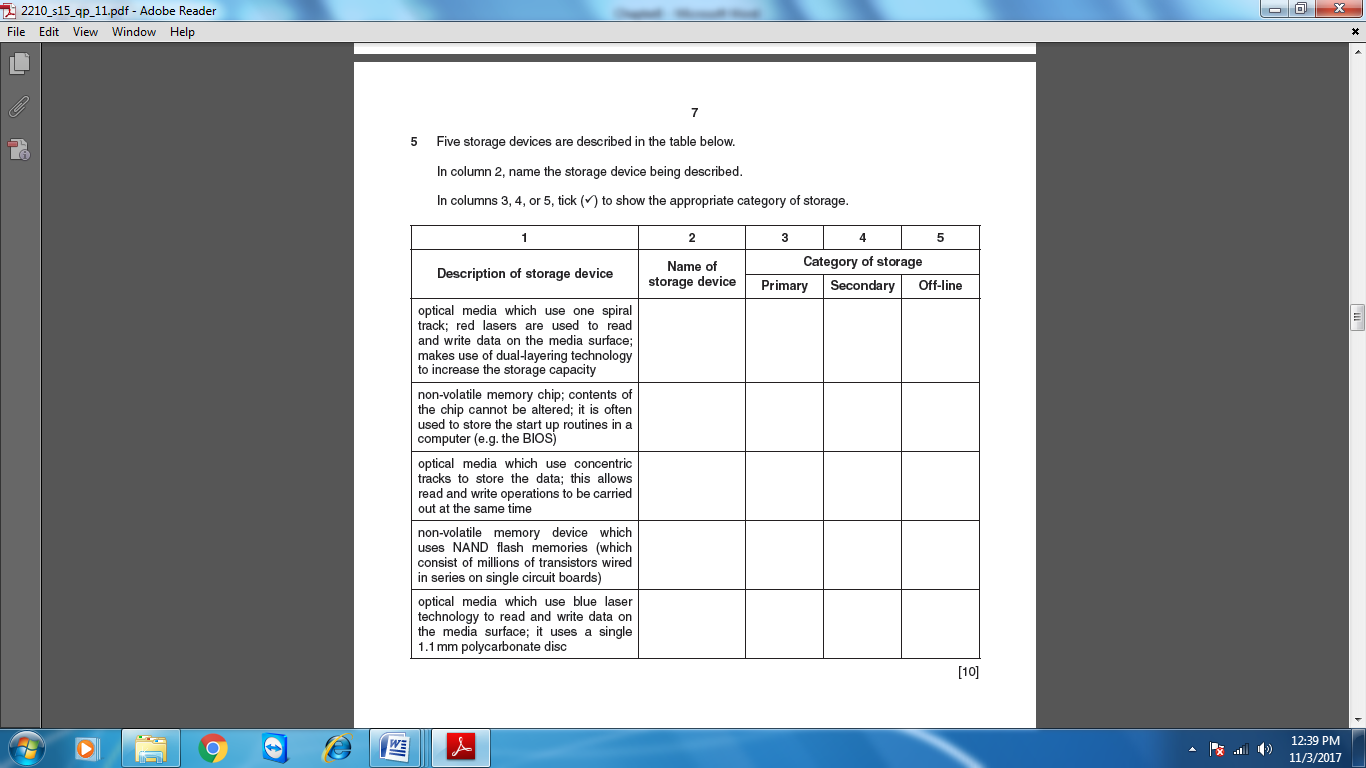 2210_s15_qp_11.pdf - Adobe Reader
File Edit View Window Help
7
5 Five storage devices are described in the table below.
In column 2, name the storage device being described.
In columns 3, 4, or 5, tick (✓) to show the appropriate category of storage.
1 2 3 4 5
Description of storage device Name of storage device Category of storage
Primary Secondary Off-line
optical media which use one spiral
track; red lasers are used to read
and write data on the media surface;
makes use of dual-layering technology
to increase the storage capacity
non-volatile memory chip; contents of
the chip cannot be altered; it is often
used to store the start up routines in a
computer (e.g. the BIOS)
optical media which use concentric
tracks to store the data; this allows
read and write operations to be carried
out at the same time
non-volatile memory device which
uses NAND flash memories (which
consist of millions of transistors wired
in series on single circuit boards)
optical media which use blue laser
technology to read and write data on
the media surface; it uses a single
1.1 mm polycarbonate disc
[10]
12:39 PM
11/3/2017